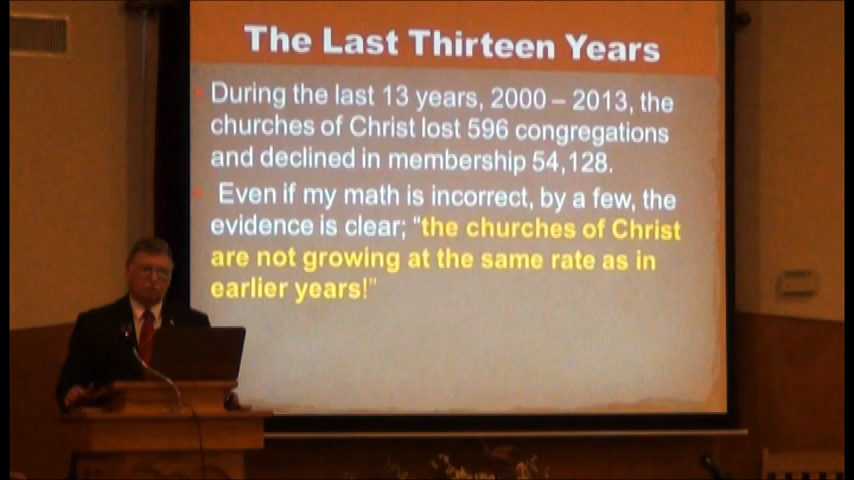 The Last Thirteen Years
During the last 13 years, 2000 – 2013, the
churches of Christ lost 596 congregations
and declined in membership 54,128.
Even if my math is incorrect, by a few, the
evidence is clear; “the churches of Christ
are not growing at the same rate as in
earlier years!”